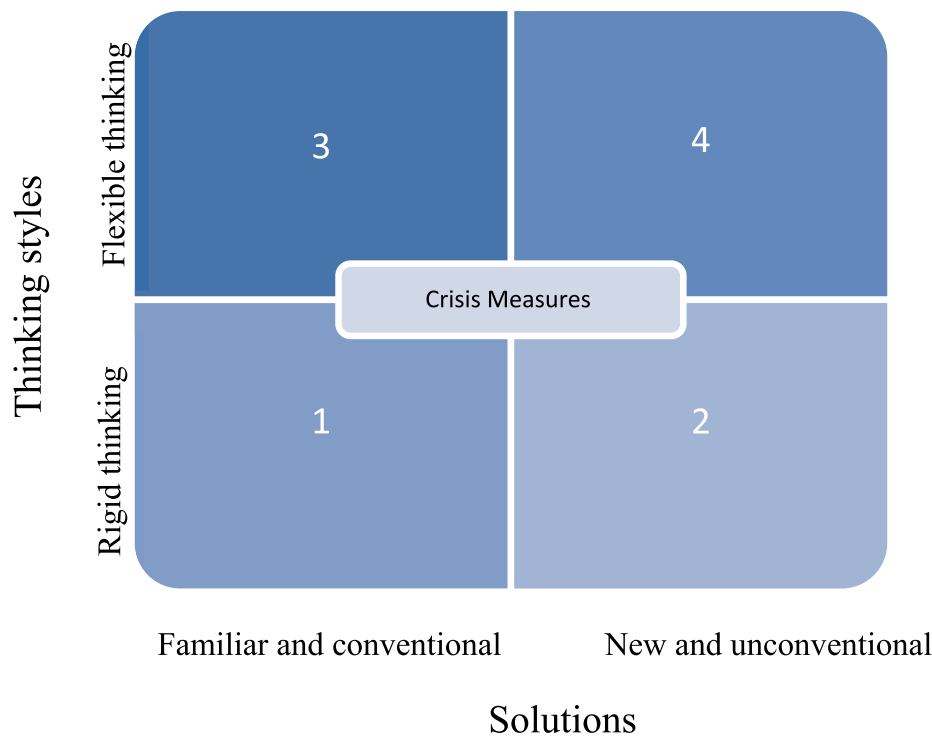 Thinking styles
Flexible thinking
Rigid thinking
3
4
Crisis Measures
1
2
Familiar and conventional
New and unconventional
Solutions